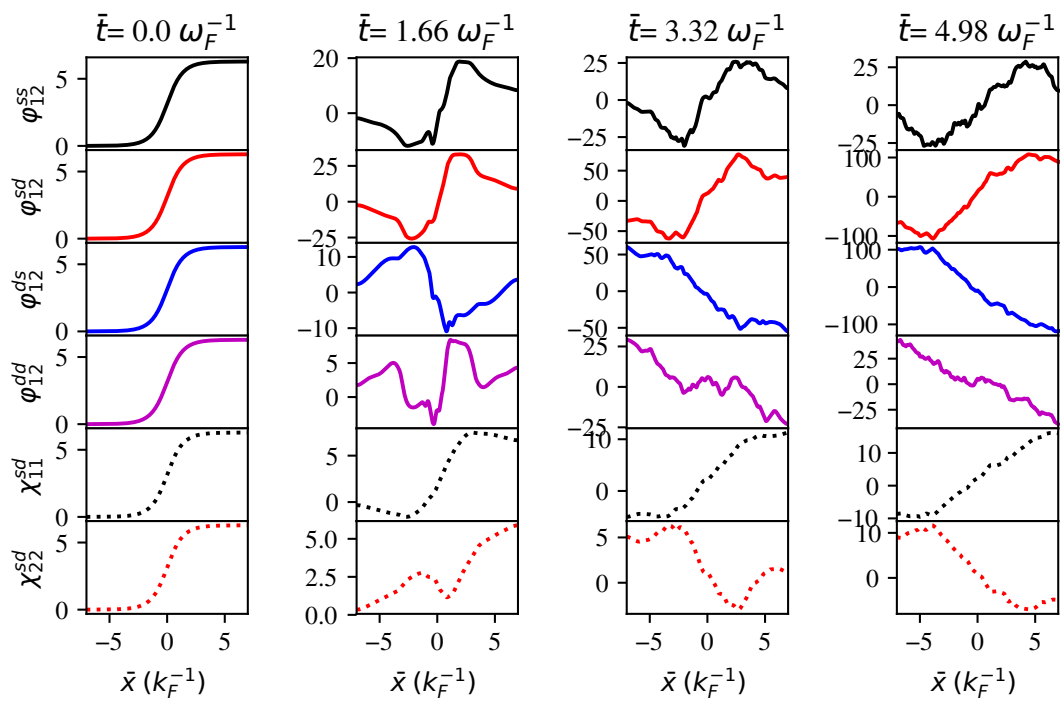 t̄= 0.0 ω_F^{-1} t̄= 1.66 ω_F^{-1} t̄= 3.32 ω_F^{-1} t̄= 4.98 ω_F^{-1}
φ_{12}^{ss} 5 0 20 0 25 0 −25 25 0 −25
φ_{12}^{sd} 5 0 25 0 −25 50 0 −50 100 0 −100
φ_{12}^{ds} 5 0 10 0 −10 50 0 −50 100 0 −100
φ_{12}^{dd} 5 0 5 0 25 0 −25 25 0 −25
χ_{11}^{sd} 5 0 5 0 10 0 10 0 −10
χ_{22}^{sd} 5 0 5.0 2.5 0.0 5 0 10 0
−5 0 5 −5 0 5 −5 0 5 −5 0 5
x̄ (k_F^{-1}) x̄ (k_F^{-1}) x̄ (k_F^{-1}) x̄ (k_F^{-1})